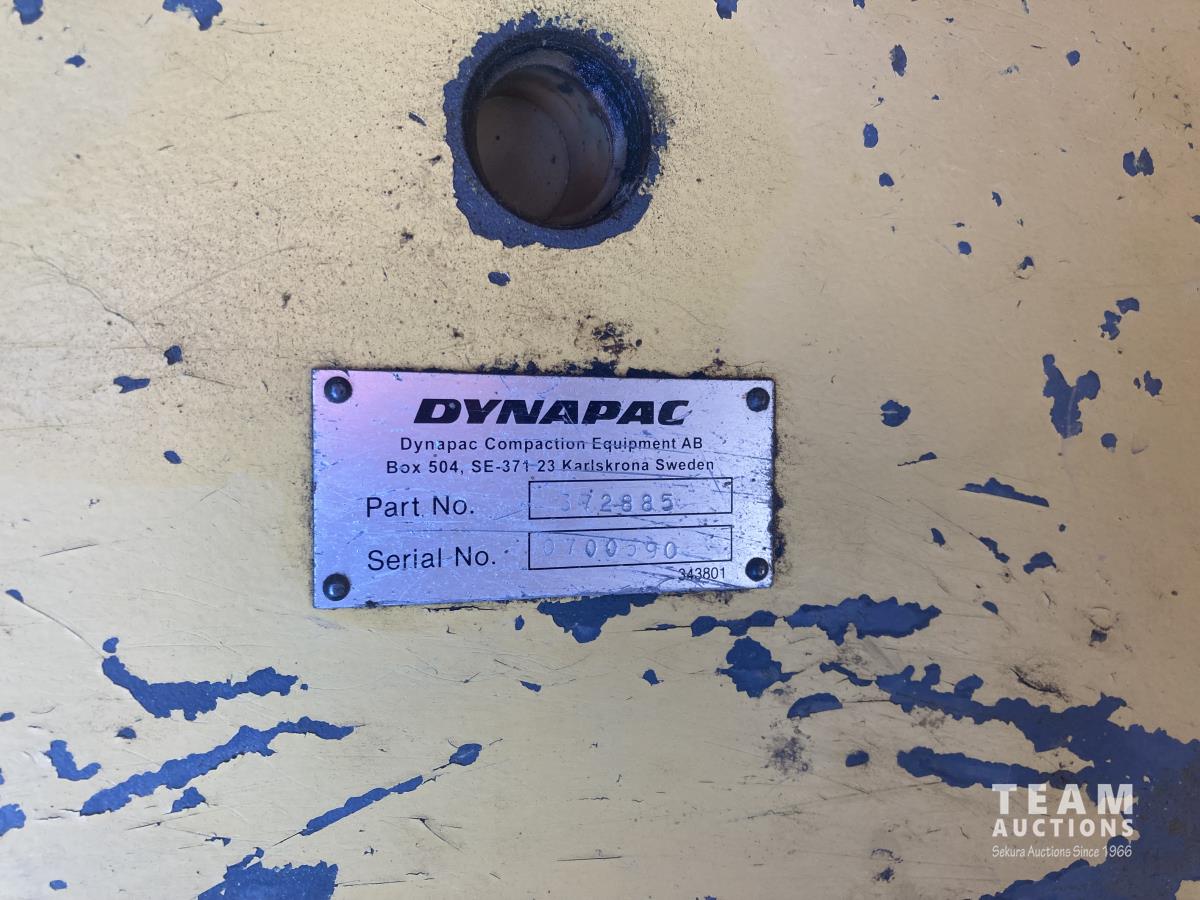 DYNAPAC
Dynapac Compaction Equipment AB
Box 504, SE-371 23 Karlskrona Sweden
Part No. 372885
Serial No.
343801
TEAM
AUCTIONS
Sekura Auctions Since 1966